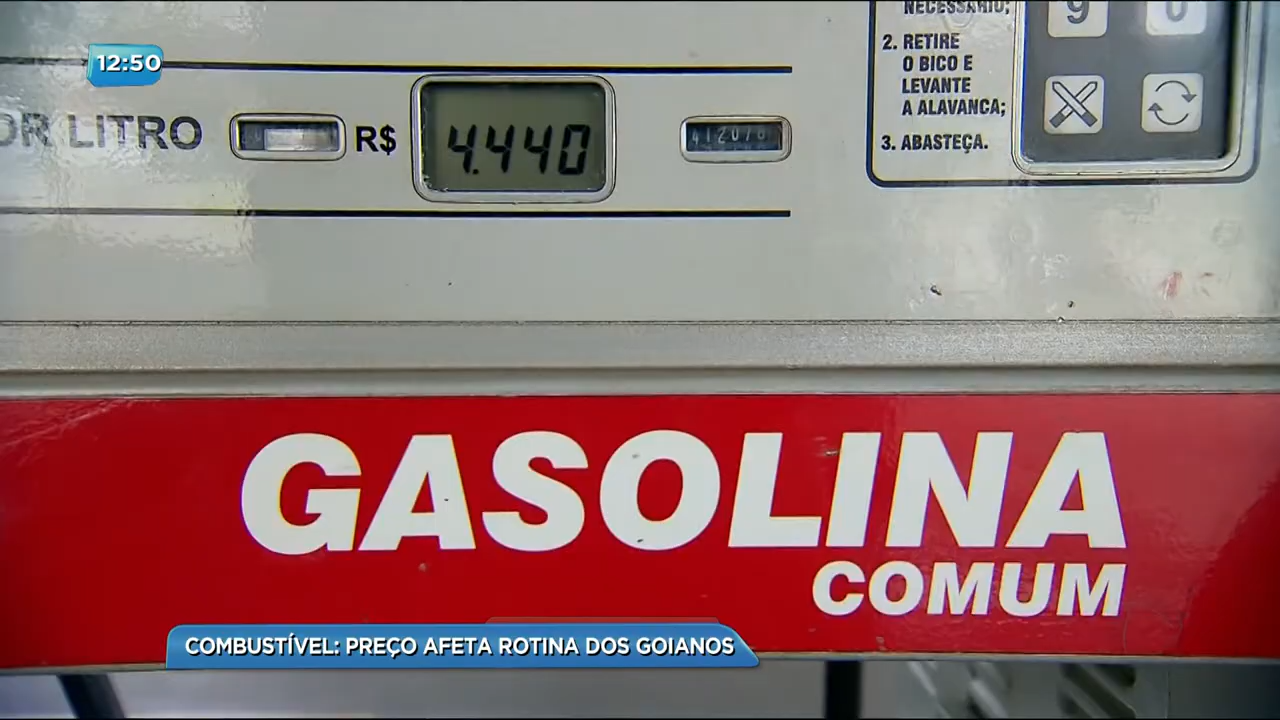 NECESSÁRIO;
9 0
12:50
2. RETIRE
O BICO E
LEVANTE
A ALAVANCA;
OR LITRO R$ 4.440
3. ABASTEÇA.
GASOLINA
COMUM
COMBUSTÍVEL: PREÇO AFETA ROTINA DOS GOIANOS